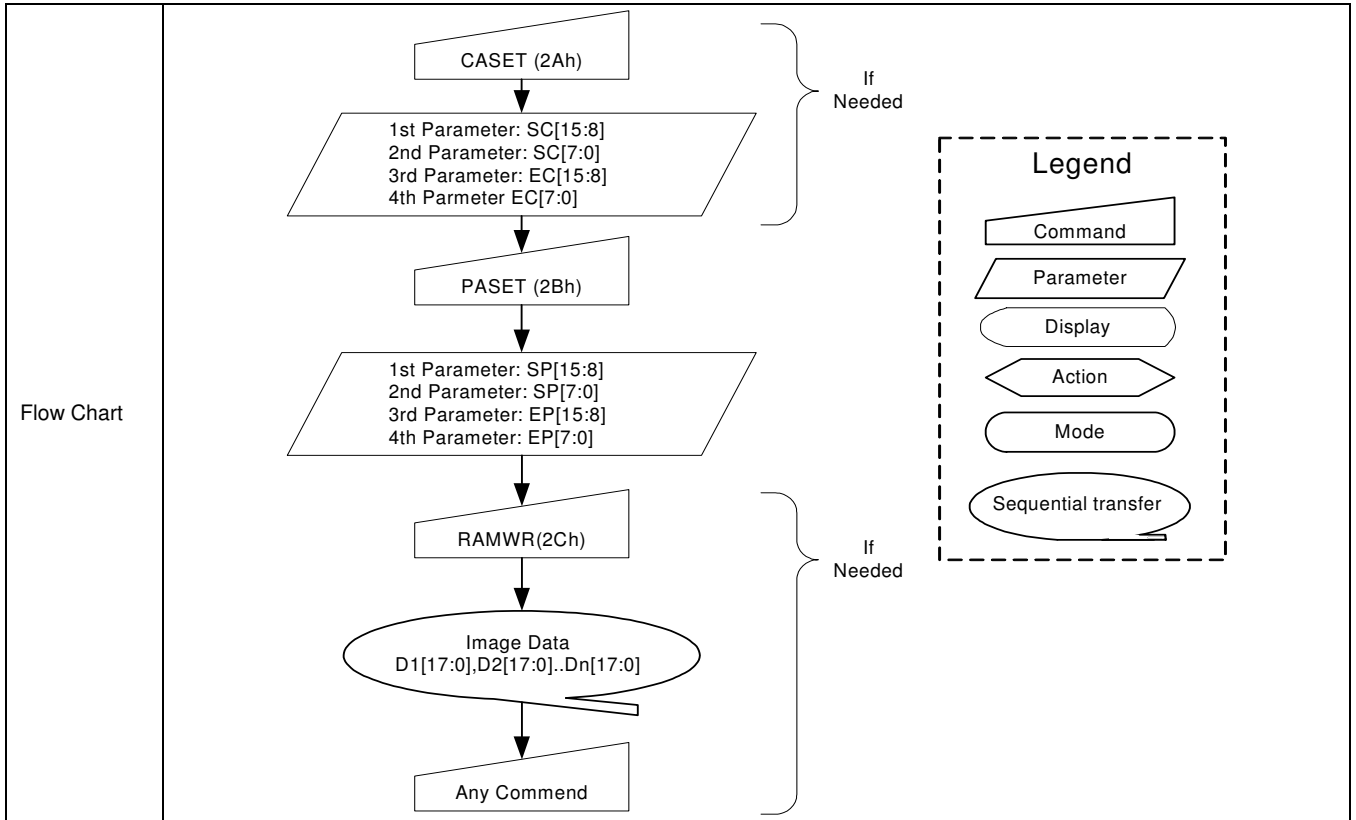 Flow Chart
CASET (2Ah)
1st Parameter: SC[15:8]
2nd Parameter: SC[7:0]
3rd Parameter: EC[15:8]
4th Parmeter EC[7:0]
If
Needed
PASET (2Bh)
1st Parameter: SP[15:8]
2nd Parameter: SP[7:0]
3rd Parameter: EP[15:8]
4th Parameter: EP[7:0]
RAMWR(2Ch)
Image Data
D1[17:0],D2[17:0]..Dn[17:0]
Any Commend
If
Needed
Legend
Command
Parameter
Display
Action
Mode
Sequential transfer